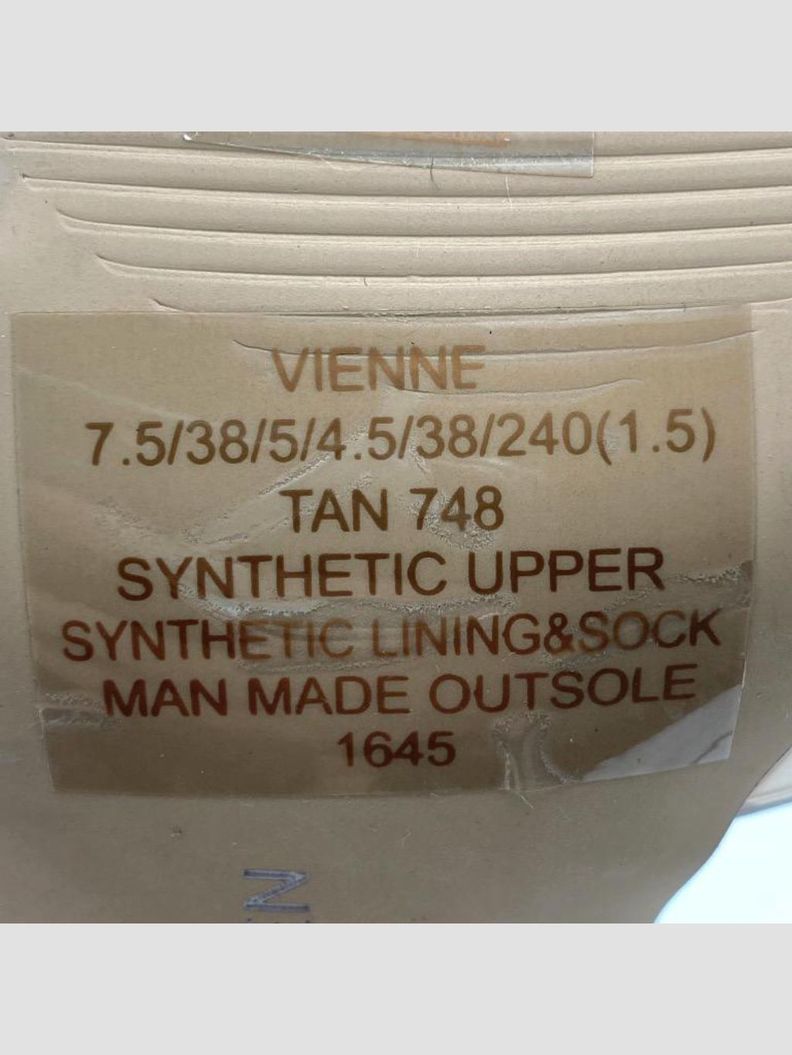 VIENNE
7.5/38/5/4.5/38/240(1.5)
TAN 748
SYNTHETIC UPPER
SYNTHETIC LINING&SOCK
MAN MADE OUTSOLE
1645